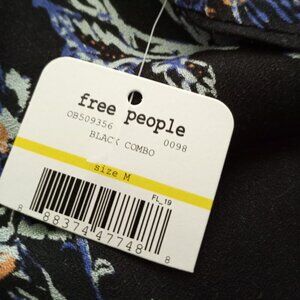 free people
OB509356 0098
BLACK COMBO
size M
FL_19
8 88374 47748 8